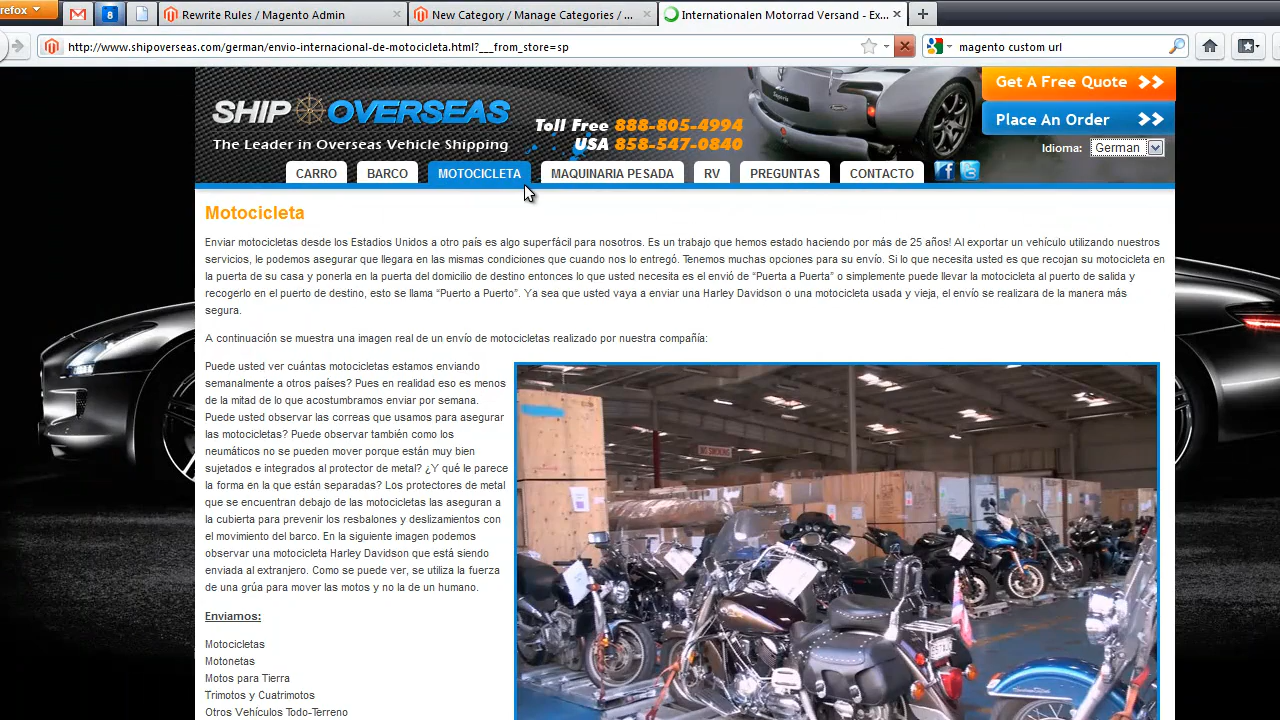 refox
8
Rewrite Rules / Magento Admin
New Category / Manage Categories / ...
Internationalen Motorrad Versand - Ex...
http://www.shipoverseas.com/german/envio-internacional-de-motocicleta.html?___from_store=sp
magento custom url
SHIP OVERSEAS
The Leader in Overseas Vehicle Shipping
Toll Free 888-805-4994
USA 858-547-0840
Get A Free Quote
Place An Order
Idioma: German
CARRO BARCO MOTOCICLETA MAQUINARIA PESADA RV PREGUNTAS CONTACTO
Motocicleta
Enviar motocicletas desde los Estados Unidos a otro país es algo superfácil para nosotros. Es un trabajo que hemos estado haciendo por más de 25 años! Al exportar un vehículo utilizando nuestros
servicios, le podemos asegurar que llegara en las mismas condiciones que cuando nos lo entregó. Tenemos muchas opciones para su envío. Si lo que necesita usted es que recojan su motocicleta en
la puerta de su casa y ponerla en la puerta del domicilio de destino entonces lo que usted necesita es el envió de “Puerta a Puerta” o simplemente puede llevar la motocicleta al puerto de salida y
recogerlo en el puerto de destino, esto se llama “Puerto a Puerto”. Ya sea que usted vaya a enviar una Harley Davidson o una motocicleta usada y vieja, el envío se realizara de la manera más
segura.
A continuación se muestra una imagen real de un envío de motocicletas realizado por nuestra compañía:
Puede usted ver cuántas motocicletas estamos enviando
semanalmente a otros países? Pues en realidad eso es menos
de la mitad de lo que acostumbramos enviar por semana.
Puede usted observar las correas que usamos para asegurar
las motocicletas? Puede observar también como los
neumáticos no se pueden mover porque están muy bien
sujetados e integrados al protector de metal? ¿Y qué le parece
la forma en la que están separadas? Los protectores de metal
que se encuentran debajo de las motocicletas las aseguran a
la cubierta para prevenir los resbalones y deslizamientos con
el movimiento del barco. En la siguiente imagen podemos
observar una motocicleta Harley Davidson que está siendo
enviada al extranjero. Como se puede ver, se utiliza la fuerza
de una grúa para mover las motos y no la de un humano.
Enviamos:
Motocicletas
Motonetas
Motos para Tierra
Trimotos y Cuatrimotos
Otros Vehículos Todo-Terreno
NO SMOKING